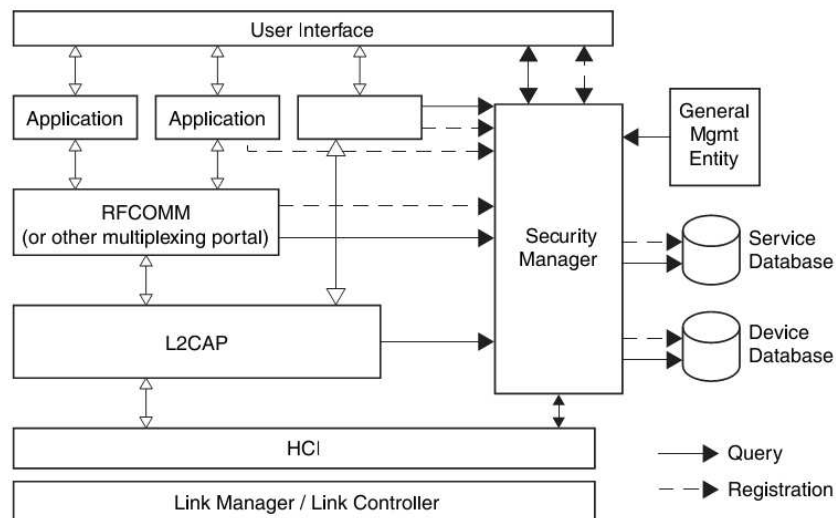 User Interface
Application
Application
General
Mgmt
Entity
RFCOMM
(or other multiplexing portal)
Security
Manager
Service
Database
L2CAP
Device
Database
HCI
Query
Registration
Link Manager / Link Controller